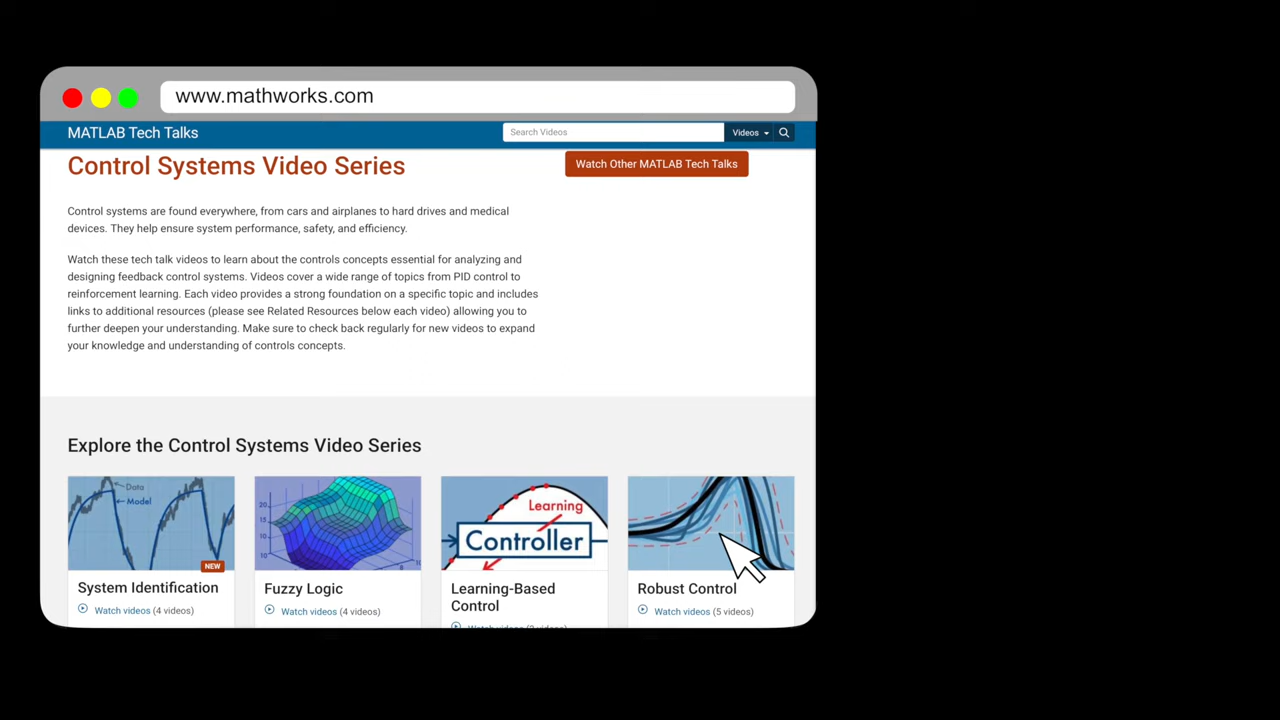 www.mathworks.com
MATLAB Tech Talks
Search Videos
Videos
Control Systems Video Series
Watch Other MATLAB Tech Talks
Control systems are found everywhere, from cars and airplanes to hard drives and medical
devices. They help ensure system performance, safety, and efficiency.
Watch these tech talk videos to learn about the controls concepts essential for analyzing and
designing feedback control systems. Videos cover a wide range of topics from PID control to
reinforcement learning. Each video provides a strong foundation on a specific topic and includes
links to additional resources (please see Related Resources below each video) allowing you to
further deepen your understanding. Make sure to check back regularly for new videos to expand
your knowledge and understanding of controls concepts.
Explore the Control Systems Video Series
Data
Model
NEW
System Identification
Watch videos (4 videos)
20
15
10
10
8
Fuzzy Logic
Watch videos (4 videos)
Learning
Controller
Learning-Based
Control
Watch videos
Robust Control
Watch videos (5 videos)